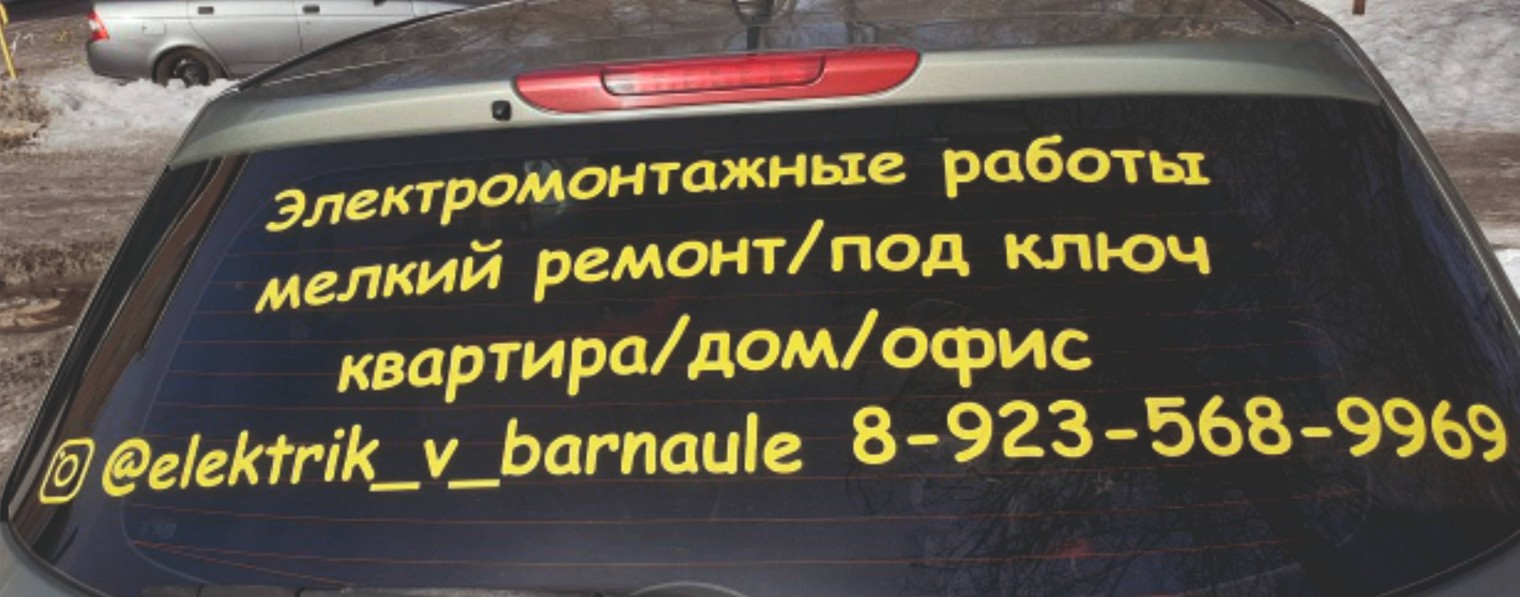 Электромонтажные работы
мелкий ремонт/под ключ
квартира/дом/офис
@elektrik_v_barnaule 8-923-568-9969